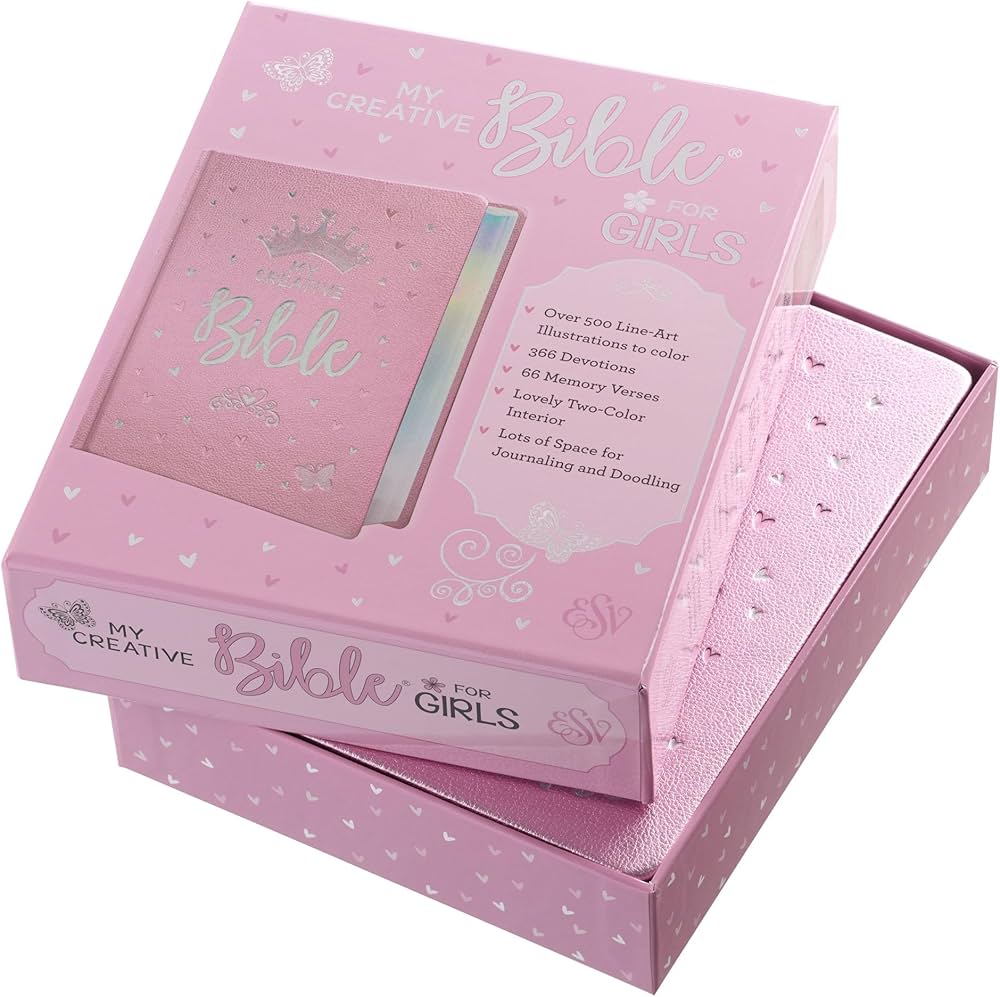 MY
CREATIVE
Bible®
FOR
GIRLS
MY
CREATIVE
Bible
Over 500 Line-Art
Illustrations to color
366 Devotions
66 Memory Verses
Lovely Two-Color
Interior
Lots of Space for
Journaling and Doodling
ESV
MY
CREATIVE
Bible®
FOR
GIRLS
ESV